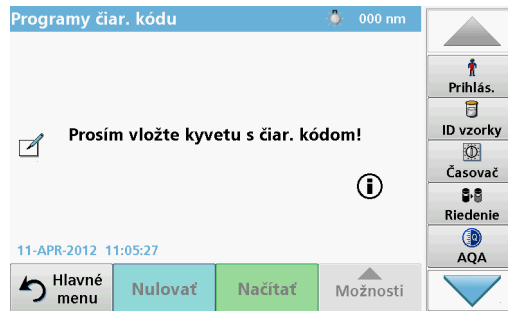 Programy čiar. kódu
000 nm
Prosím vložte kyvetu s čiar. kódom!
11-APR-2012 11:05:27
Hlavné
menu
Nulovať
Načítať
Možnosti
Prihlás.
ID vzorky
Časovač
Riedenie
AQA